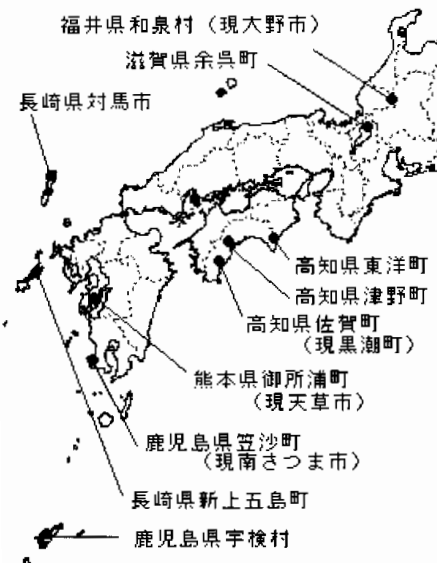 福井県和泉村（現大野市）
滋賀県余呉町
長崎県対馬市
高知県東洋町
高知県津野町
高知県佐賀町
（現黒潮町）
熊本県御所浦町
（現天草市）
鹿児島県笠沙町
（現南さつま市）
長崎県新上五島町
鹿児島県宇検村